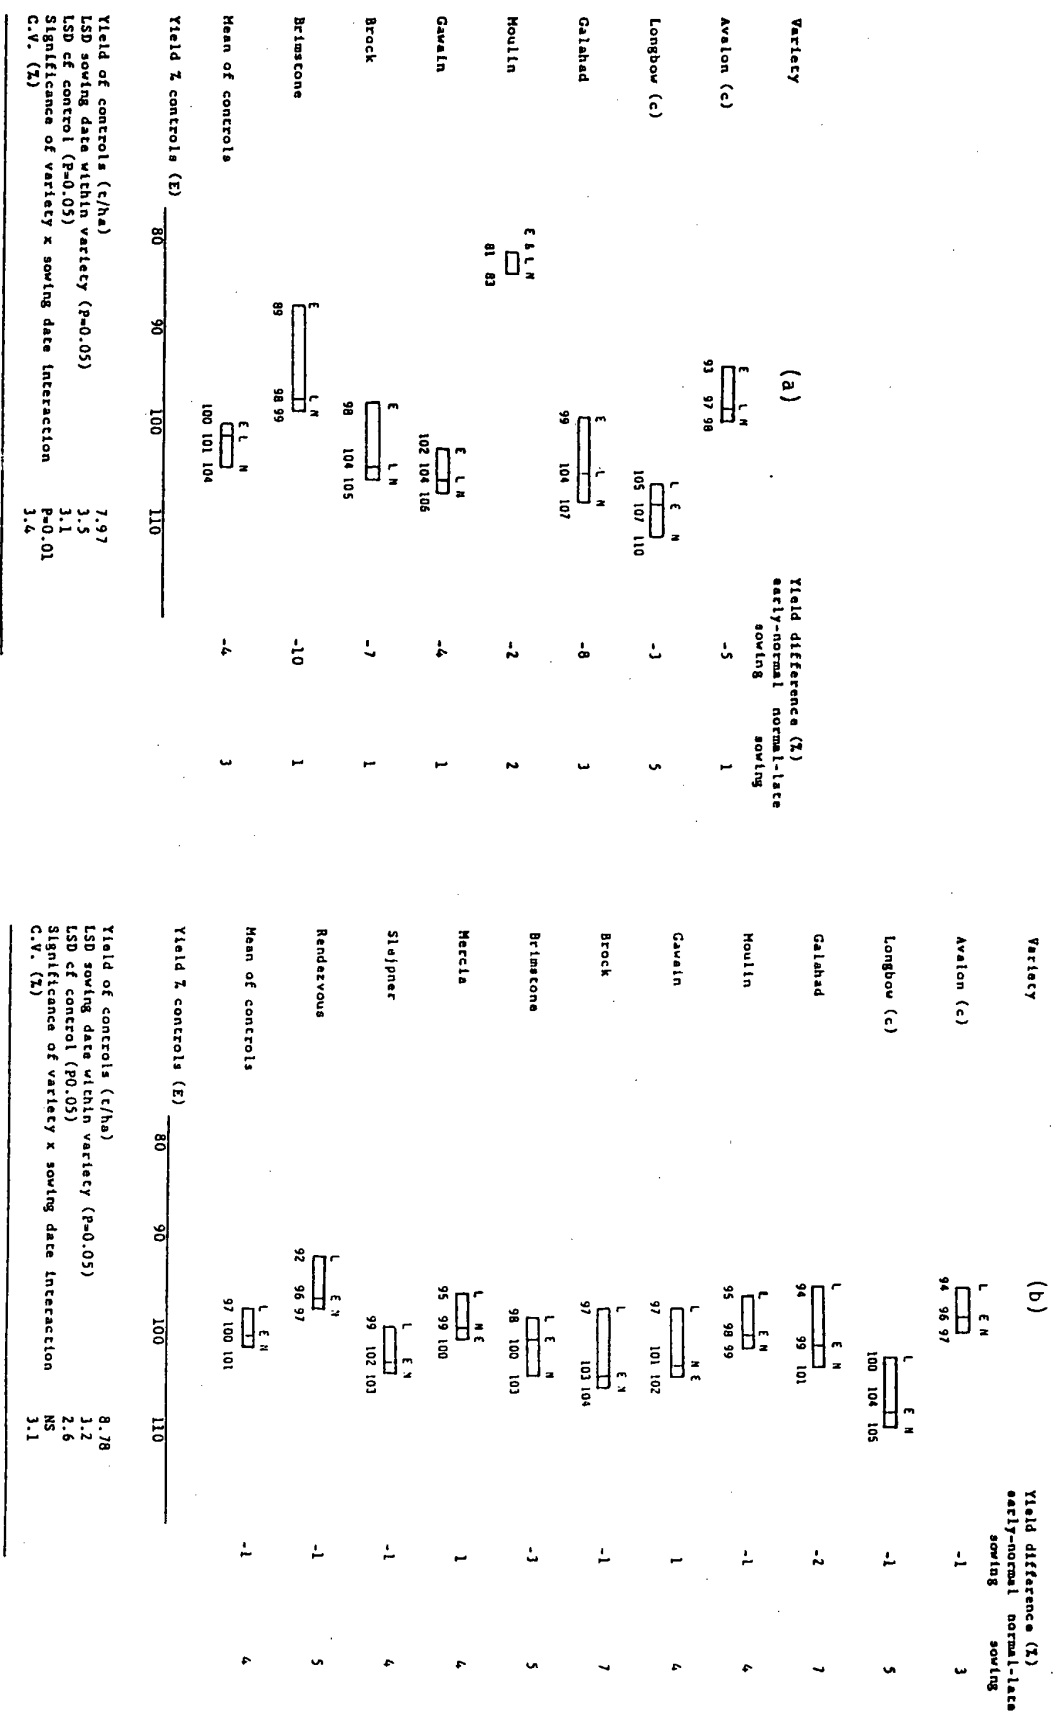 (a)
Yield difference (%)
Variety early-normal normal-late
sowing sowing
E L N
Avalon (c) -5 1
93 97 98
L E N
Longbow (c) -3 5
105 107 110
E L N
Galahad -8 3
99 104 107
E & L N
Moulin -2 2
81 83
E L N
Gawain -4 1
102 104 106
E L N
Brock -7 1
98 104 105
E L N
Brimstone -10 1
89 98 99
E L N
Mean of controls -4 3
100 101 104
Yield % controls (E) 80 90 100 110
Yield of controls (t/ha) 7.97
LSD sowing date within variety (P=0.05) 3.5
LSD cf control (P=0.05) 3.1
Significance of variety x sowing date interaction P=0.01
C.V. (%) 3.4
(b)
Yield difference (%)
Variety early-normal normal-late
sowing sowing
L E N
Avalon (c) -1 3
94 96 97
L E N
Longbow (c) -1 5
100 104 105
L E N
Galahad -2 7
94 99 101
L E N
Moulin -1 4
95 98 99
L N E
Gawain 1 4
97 101 102
L E N
Brock -1 7
97 103 104
L E N
Brimstone -3 5
98 100 103
L N E
Mercia 1 4
95 99 100
L E N
Slejpner -1 4
99 102 103
L E N
Rendezvous -1 5
92 96 97
L E N
Mean of controls -1 4
97 100 101
Yield % controls (E) 80 90 100 110
Yield of controls (t/ha) 8.78
LSD sowing date within variety (P=0.05) 3.2
LSD cf control (P0.05) 2.6
Significance of variety x sowing date interaction NS
C.V. (%) 3.1